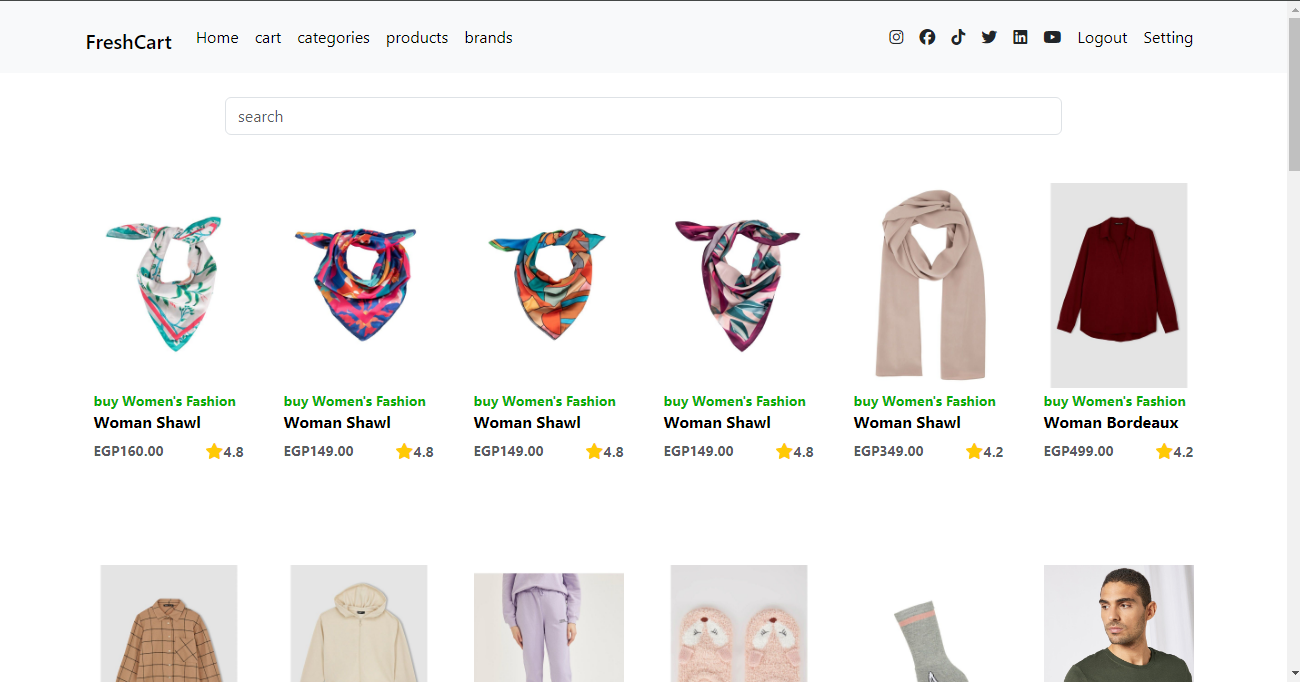 FreshCart Home cart categories products brands Logout Setting
search
buy Women's Fashion buy Women's Fashion buy Women's Fashion buy Women's Fashion buy Women's Fashion buy Women's Fashion
Woman Shawl Woman Shawl Woman Shawl Woman Shawl Woman Shawl Woman Bordeaux
EGP160.00 4.8 EGP149.00 4.8 EGP149.00 4.8 EGP149.00 4.8 EGP349.00 4.2 EGP499.00 4.2